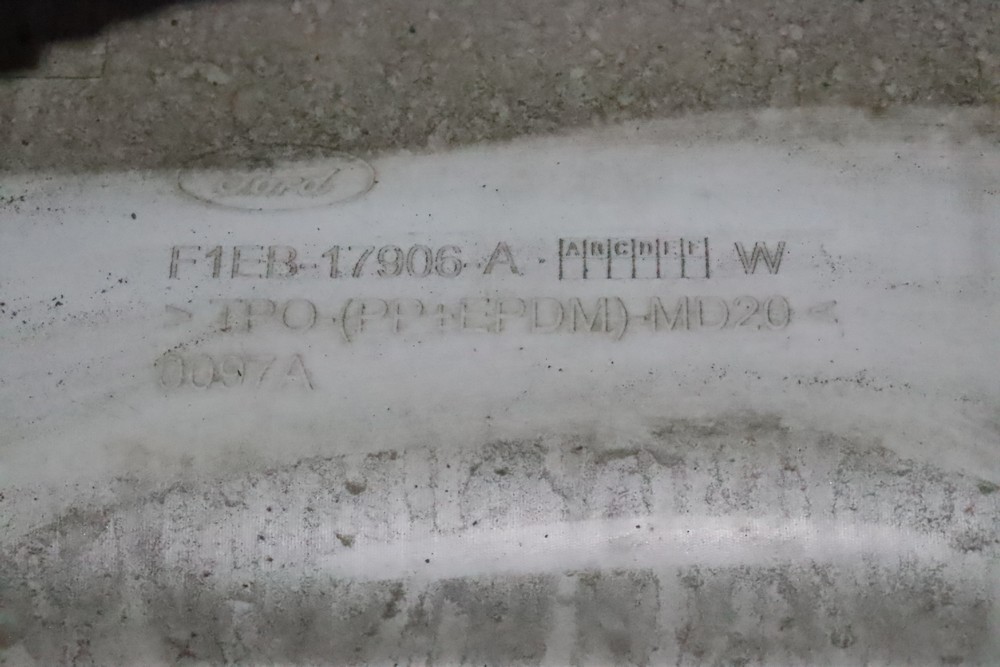 Ford
F1EB-17906-A ABCDEF W
>TPO-(PP+EPDM)-MD20<
0097A